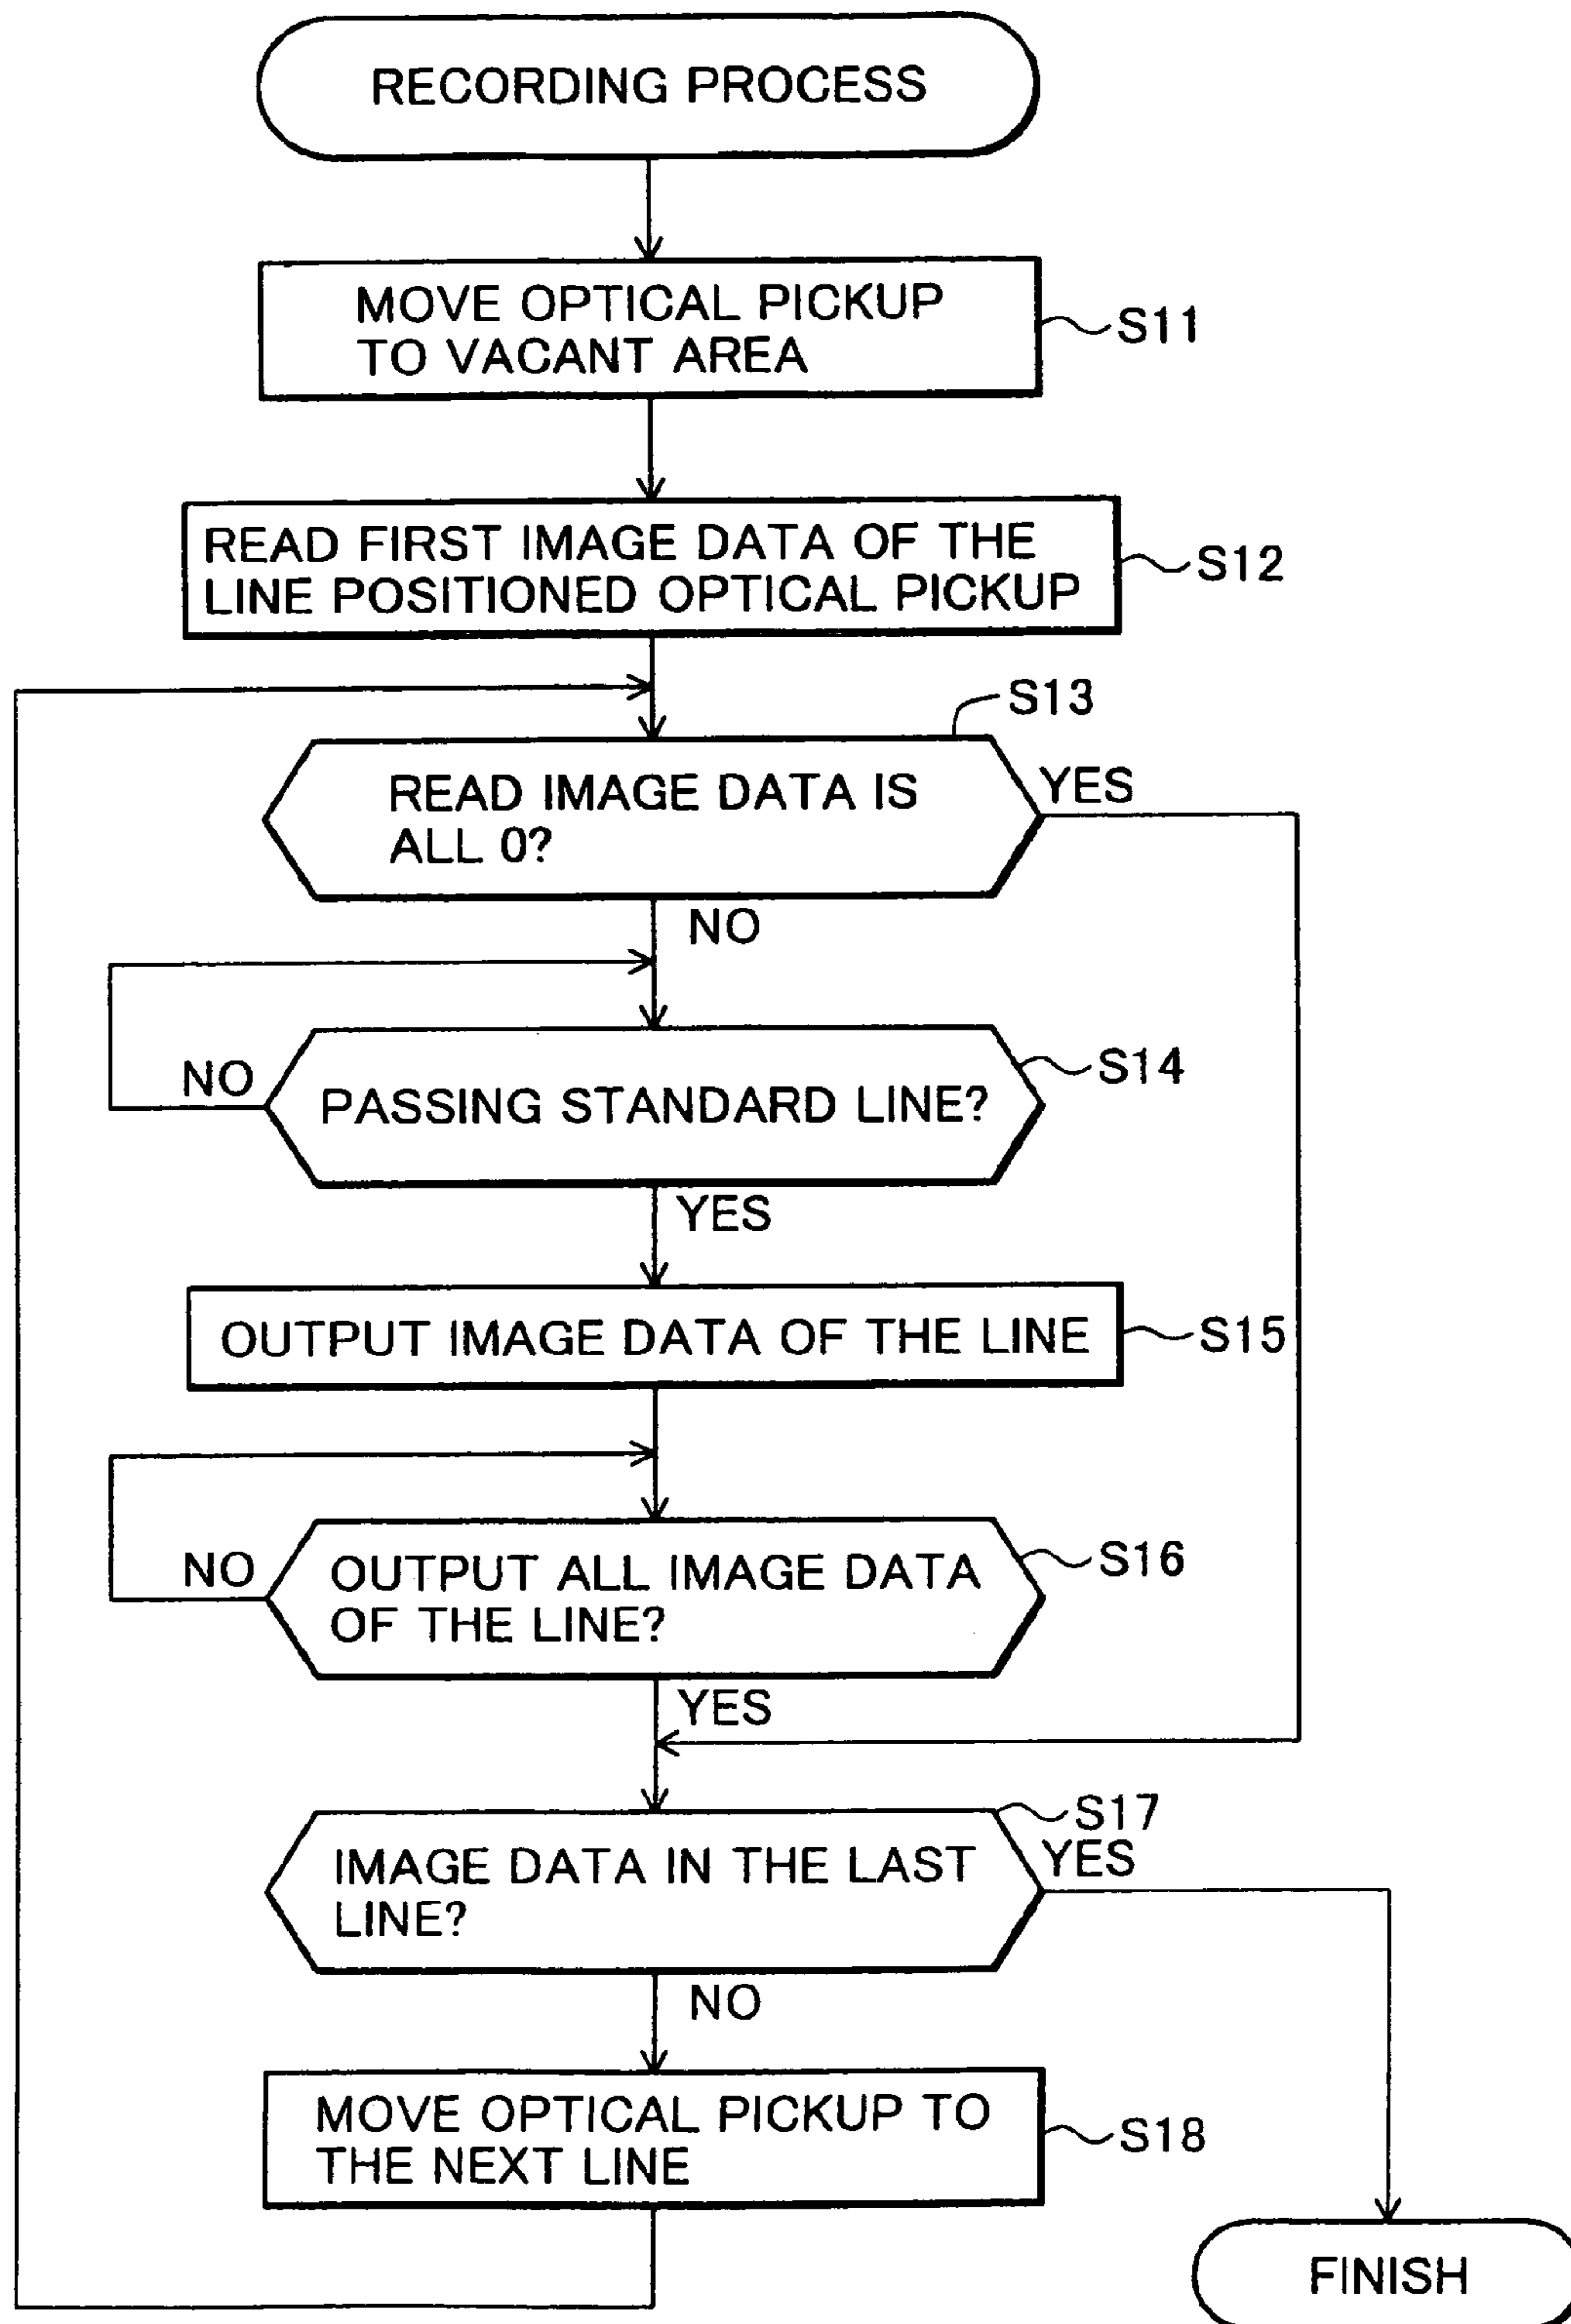 RECORDING PROCESS
MOVE OPTICAL PICKUP
TO VACANT AREA
S11
READ FIRST IMAGE DATA OF THE
LINE POSITIONED OPTICAL PICKUP
S12
S13
READ IMAGE DATA IS
ALL 0?
YES
NO
S14
NO
PASSING STANDARD LINE?
YES
OUTPUT IMAGE DATA OF THE LINE
S15
NO
OUTPUT ALL IMAGE DATA
OF THE LINE?
S16
YES
S17
IMAGE DATA IN THE LAST
LINE?
YES
NO
MOVE OPTICAL PICKUP TO
THE NEXT LINE
S18
FINISH